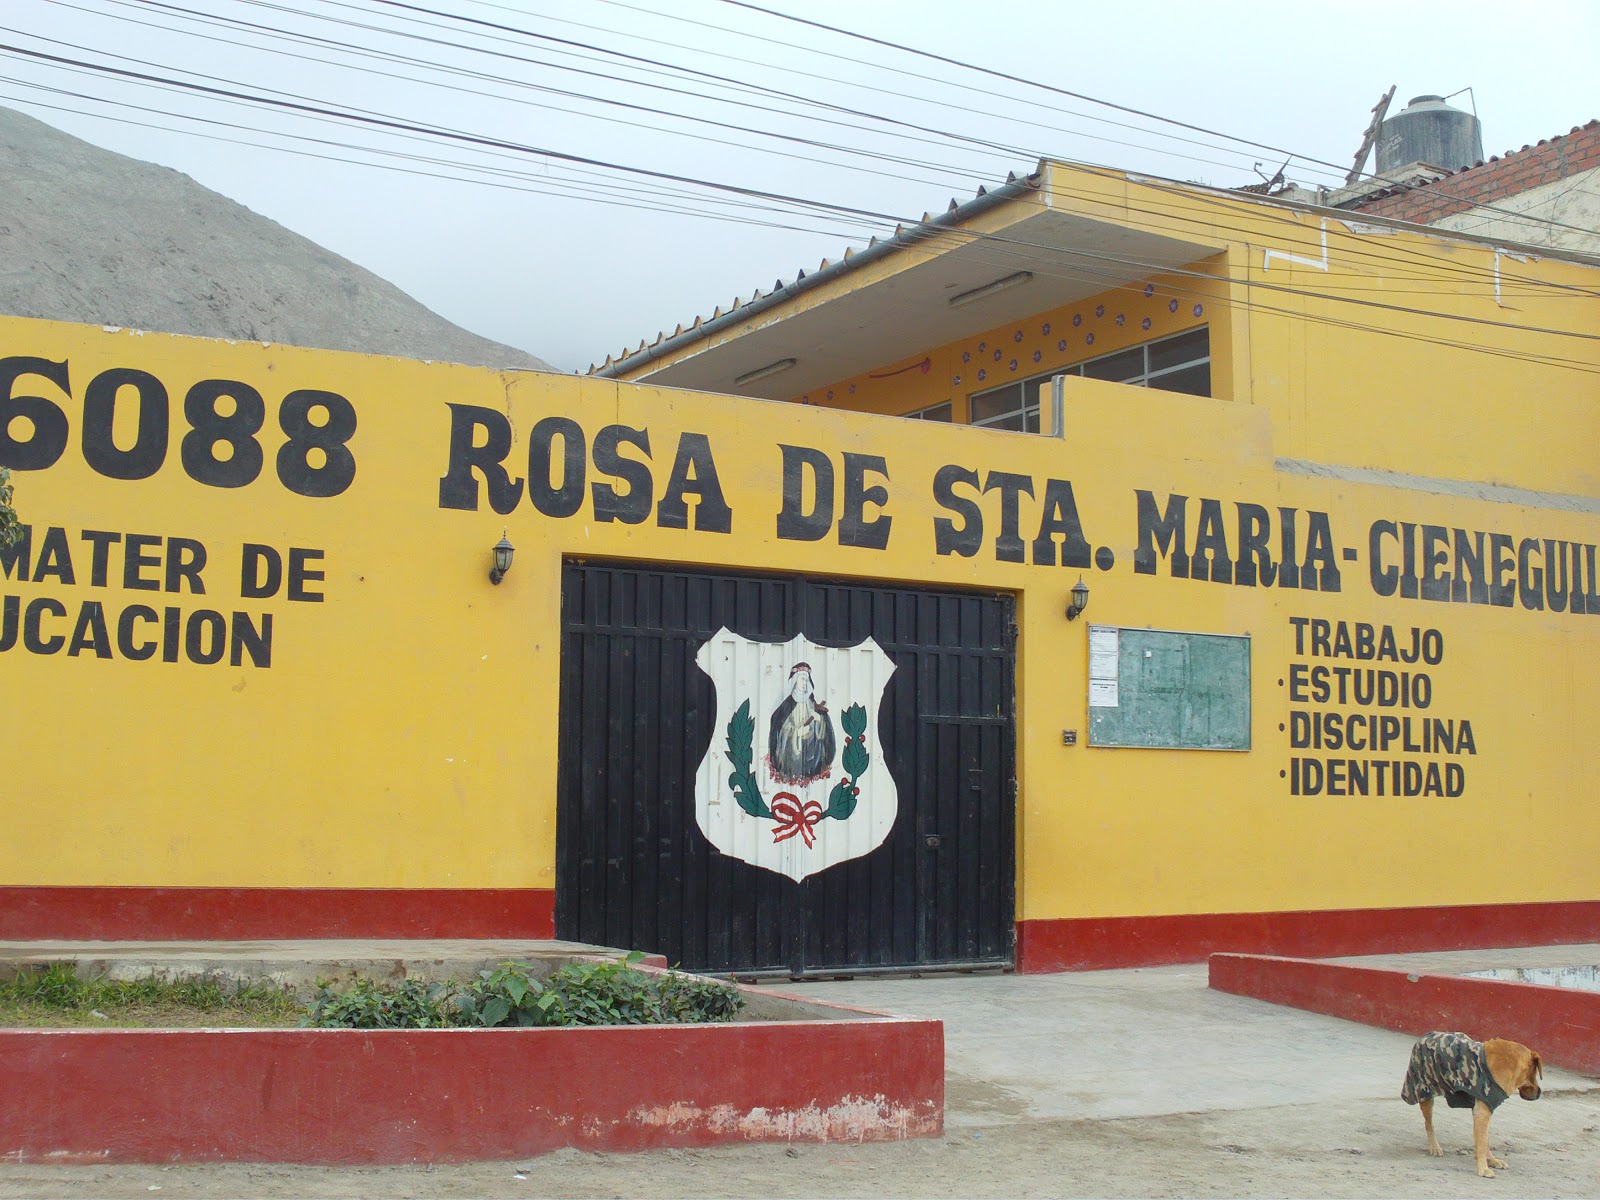 6088 ROSA DE STA. MARIA-CIENEGUIL
MATER DE
UCACION
TRABAJO
·ESTUDIO
·DISCIPLINA
·IDENTIDAD